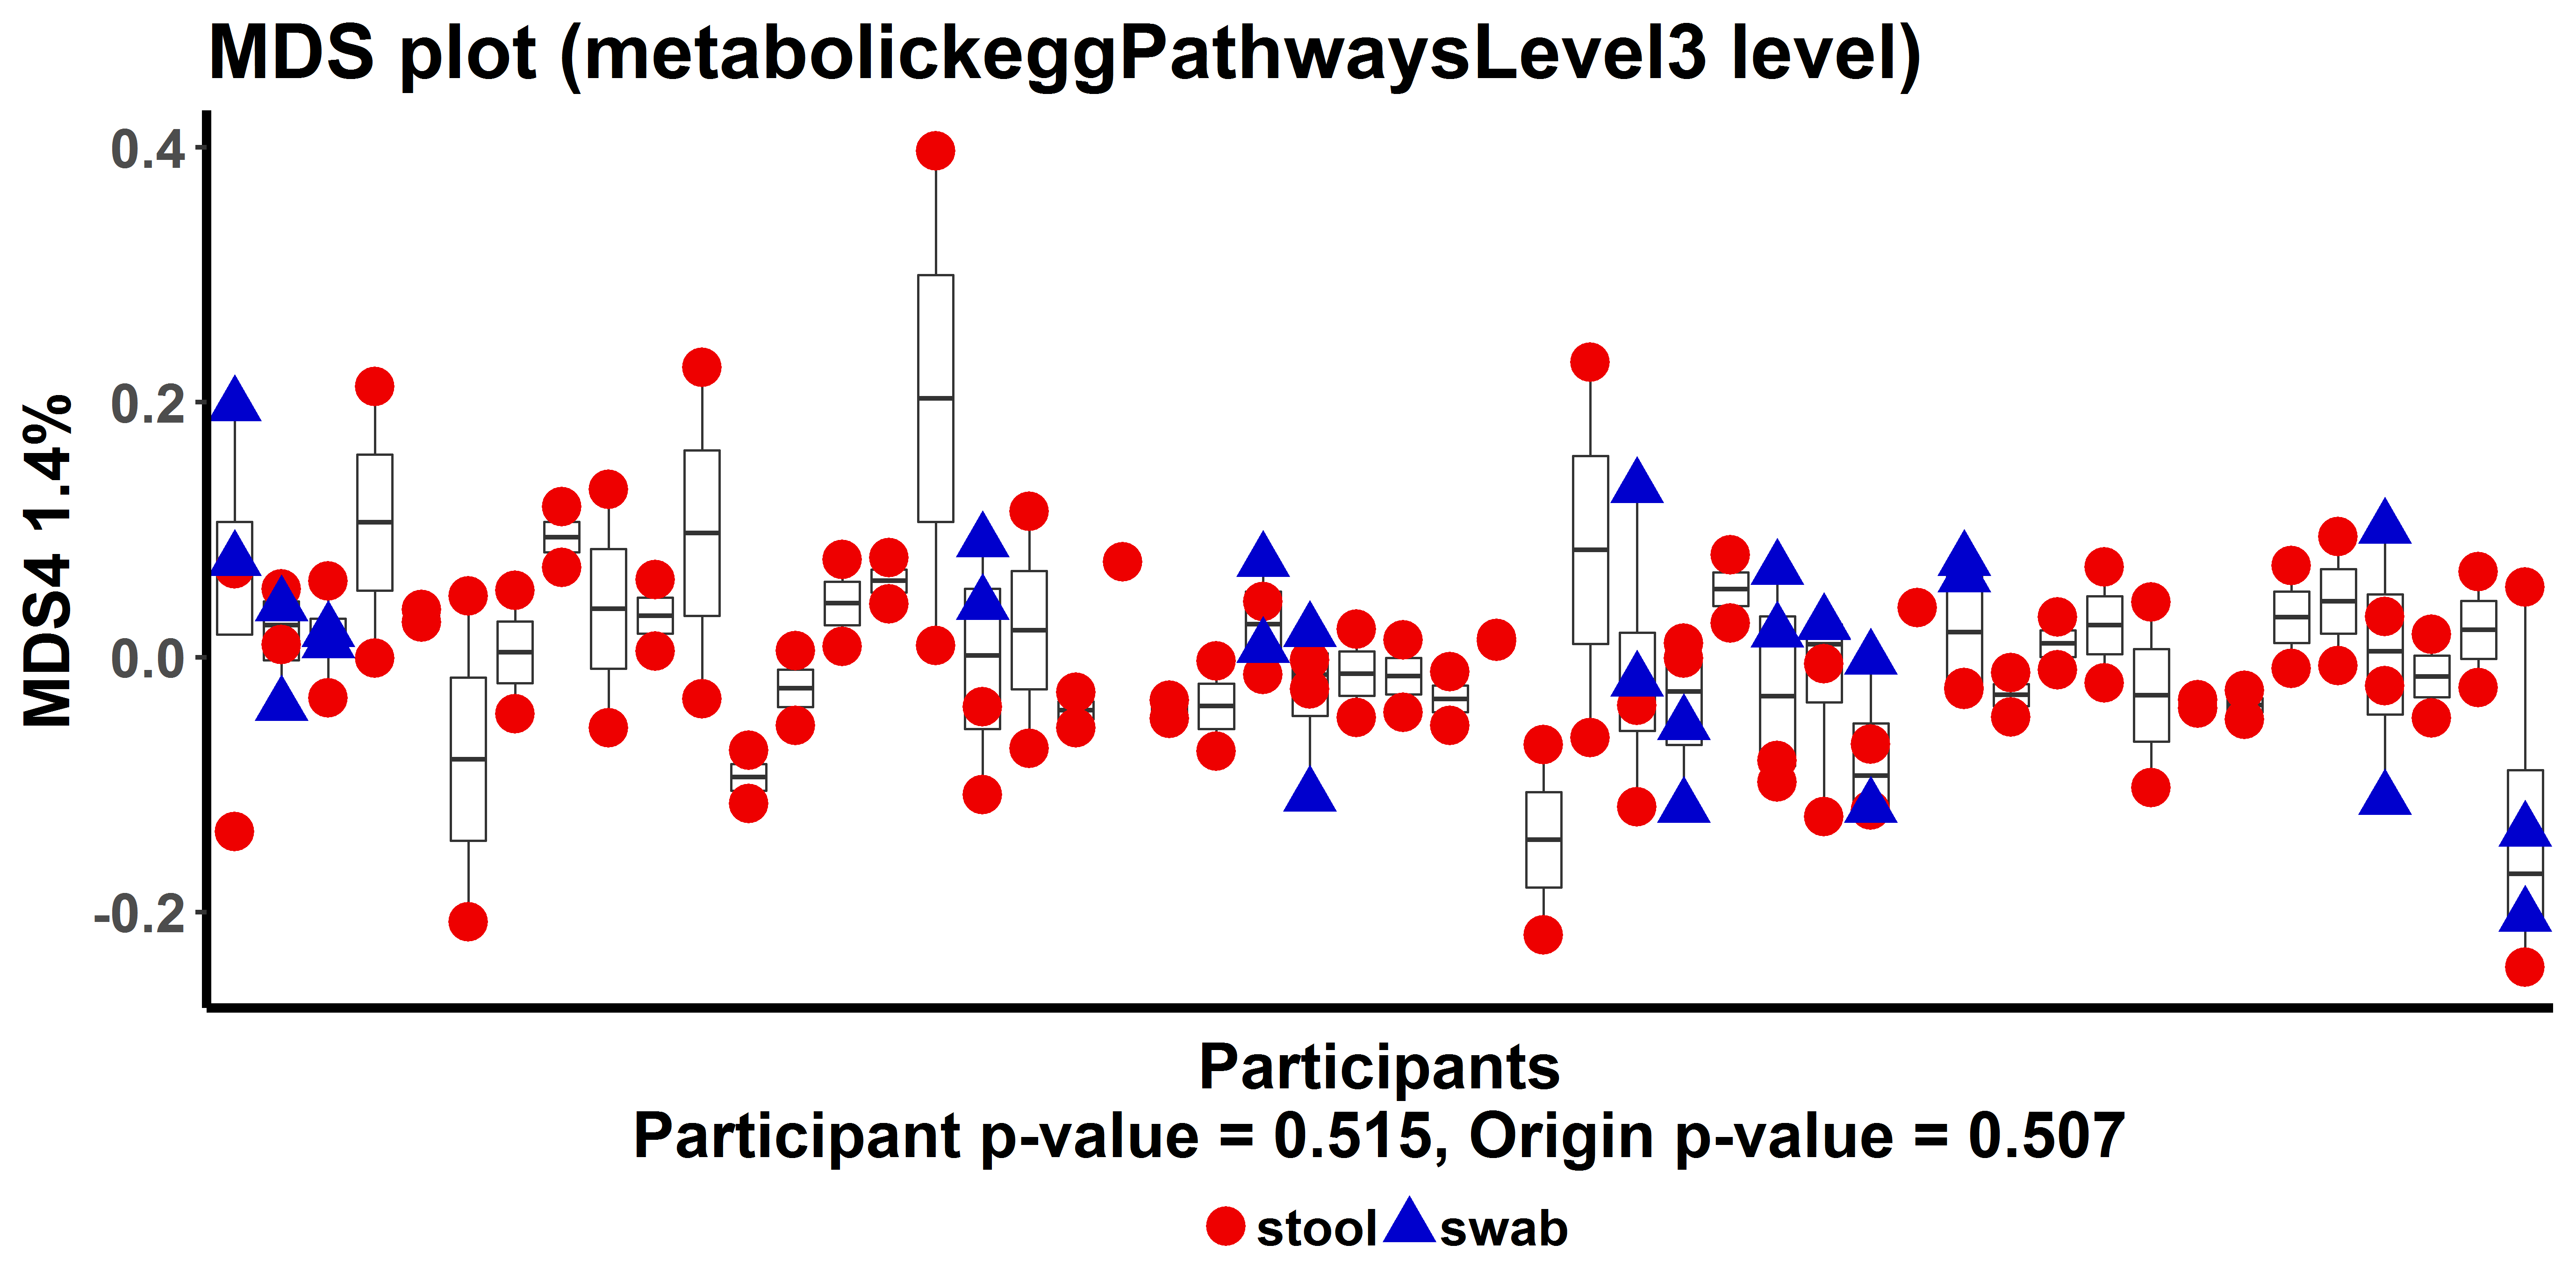 MDS plot (metabolickeggPathwaysLevel3 level)
MDS4 1.4%
0.4
0.2
0.0
-0.2
Participants
Participant p-value = 0.515, Origin p-value = 0.507
stool swab